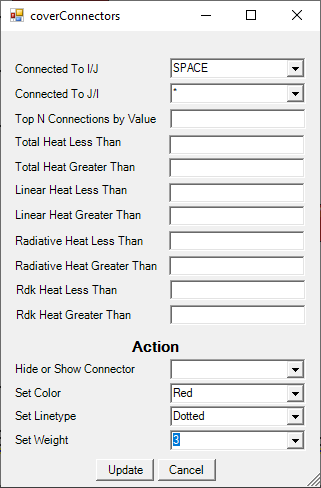 coverConnectors
Connected To I/J SPACE
Connected To J/I *
Top N Connections by Value
Total Heat Less Than
Total Heat Greater Than
Linear Heat Less Than
Linear Heat Greater Than
Radiative Heat Less Than
Radiative Heat Greater Than
Rdk Heat Less Than
Rdk Heat Greater Than
Action
Hide or Show Connector
Set Color Red
Set Linetype Dotted
Set Weight 3
Update Cancel